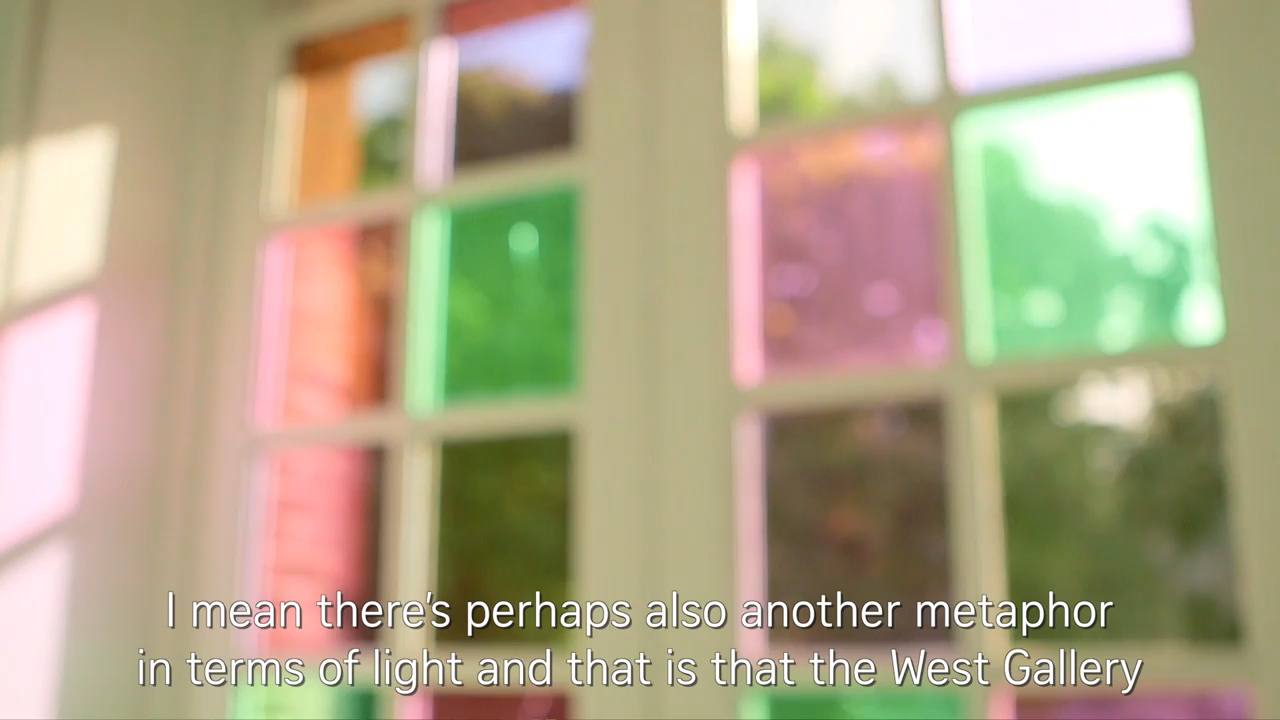 I mean there's perhaps also another metaphor
in terms of light and that is that the West Gallery